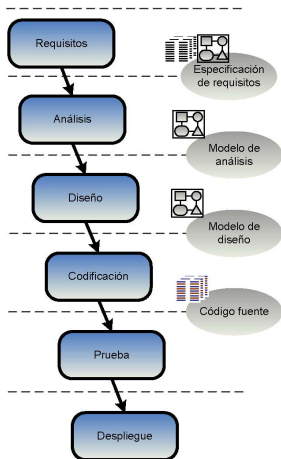 Requisitos
Especificación
de requisitos
Análisis
Modelo de
análisis
Diseño
Modelo de
diseño
Codificación
Código fuente
Prueba
Despliegue